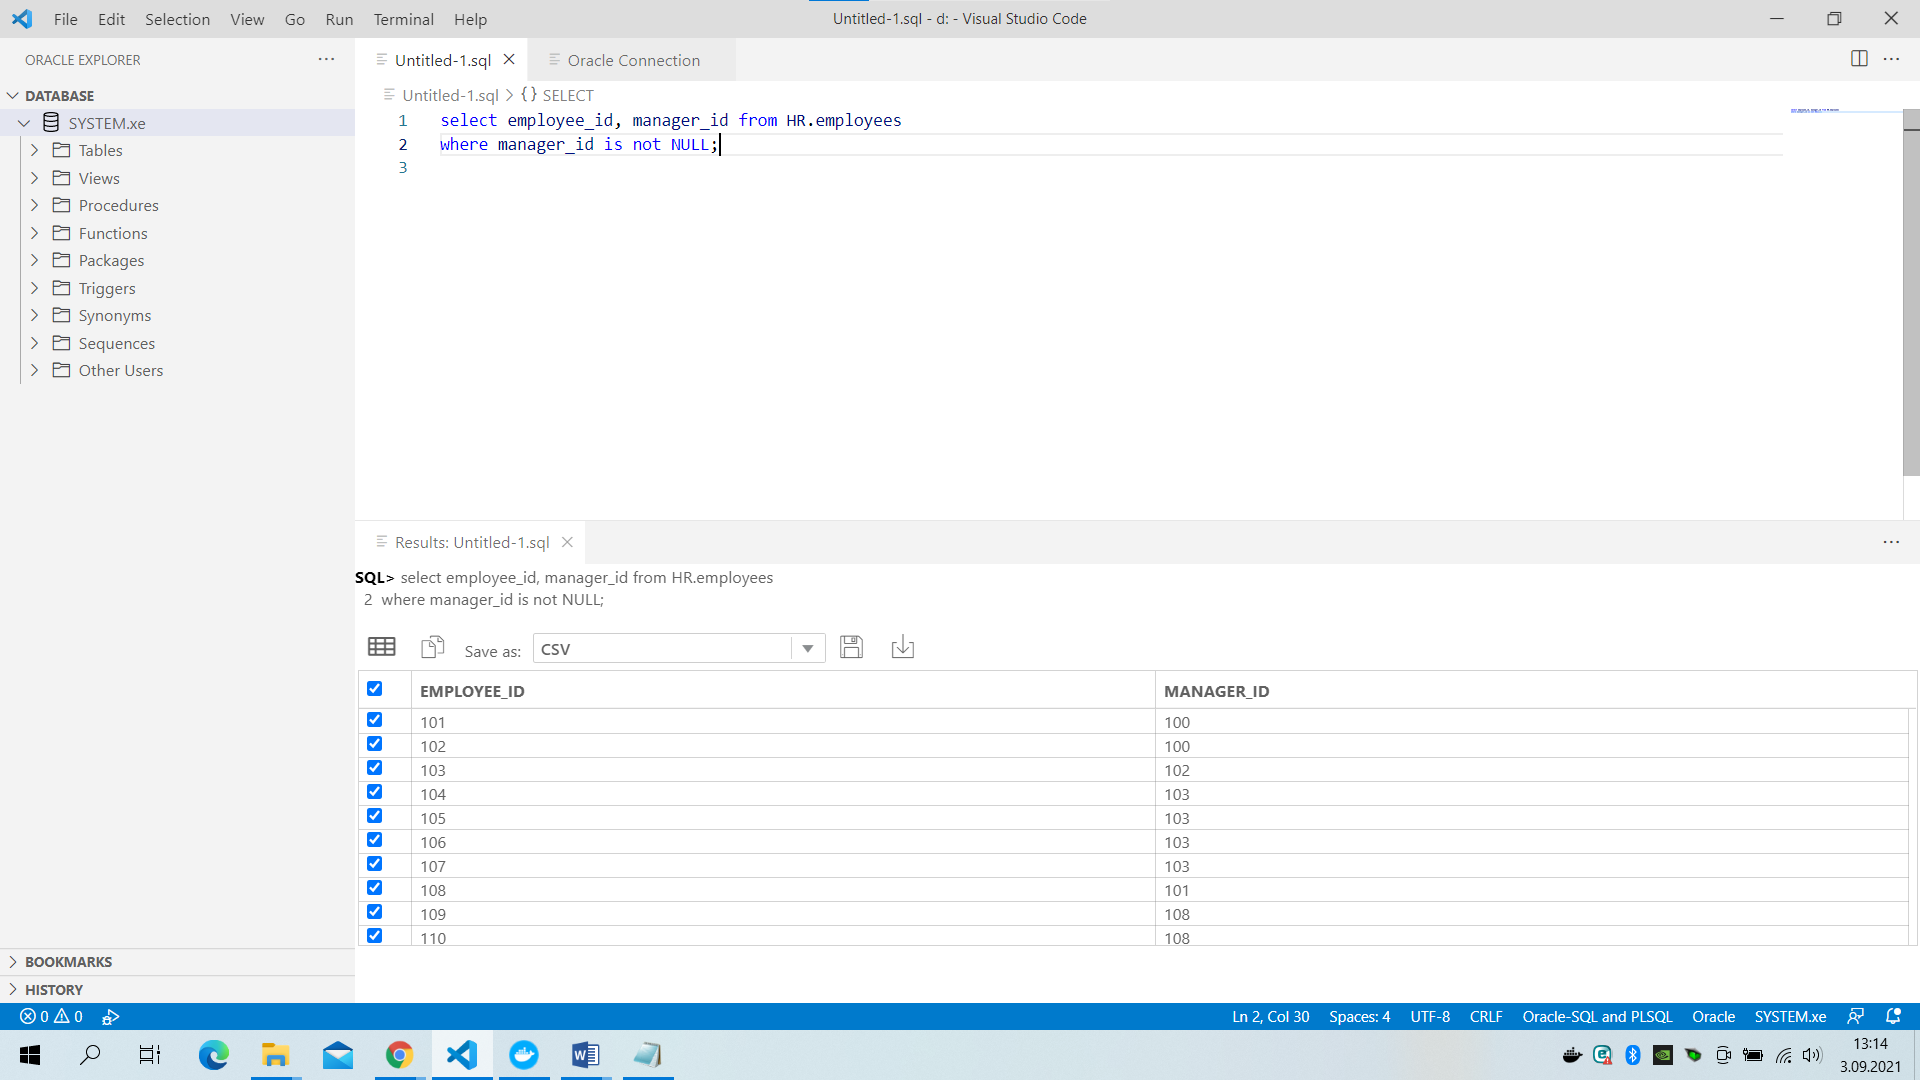 File Edit Selection View Go Run Terminal Help
Untitled-1.sql - d: - Visual Studio Code
ORACLE EXPLORER
DATABASE
SYSTEM.xe
Tables
Views
Procedures
Functions
Packages
Triggers
Synonyms
Sequences
Other Users
BOOKMARKS
HISTORY
Untitled-1.sql
Oracle Connection
Untitled-1.sql > {} SELECT
1 select employee_id, manager_id from HR.employees
2 where manager_id is not NULL;
3
Results: Untitled-1.sql
SQL> select employee_id, manager_id from HR.employees
2 where manager_id is not NULL;
Save as: CSV
EMPLOYEE_ID MANAGER_ID
101 100
102 100
103 102
104 103
105 103
106 103
107 103
108 101
109 108
110 108
0 0
Ln 2, Col 30 Spaces: 4 UTF-8 CRLF Oracle-SQL and PLSQL Oracle SYSTEM.xe
13:14
3.09.2021